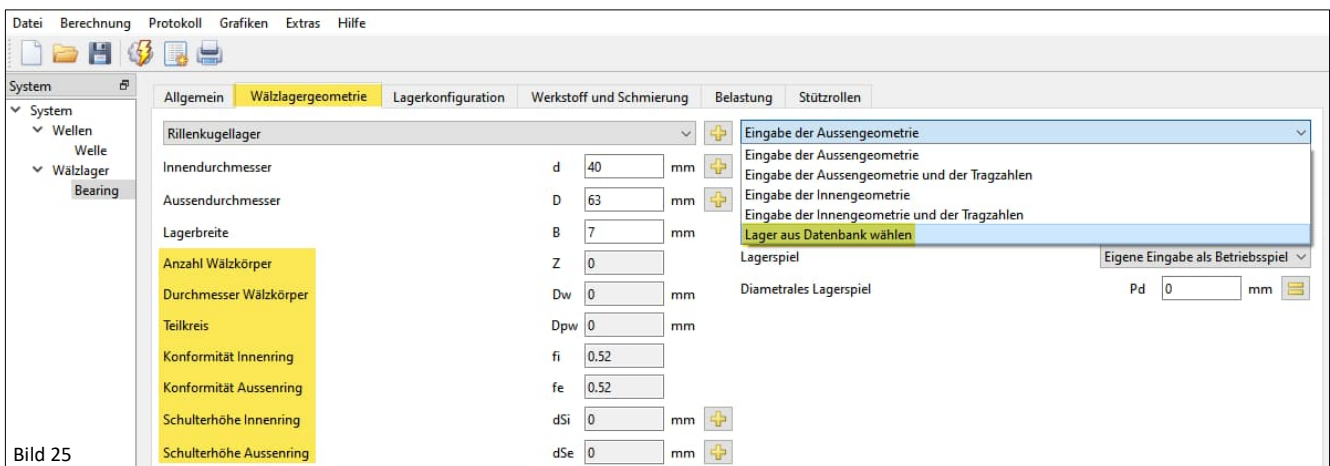 Datei Berechnung Protokoll Grafiken Extras Hilfe
System
System
Wellen
Welle
Wälzlager
Bearing
Allgemein Wälzlagergeometrie Lagerkonfiguration Werkstoff und Schmierung Belastung Stützrollen
Rillenkugellager
Innendurchmesser d 40 mm
Aussendurchmesser D 63 mm
Lagerbreite B 7 mm
Anzahl Wälzkörper Z 0
Durchmesser Wälzkörper Dw 0 mm
Teilkreis Dpw 0 mm
Konformität Innenring fi 0.52
Konformität Aussenring fe 0.52
Schulterhöhe Innenring dSi 0 mm
Schulterhöhe Aussenring dSe 0 mm
Eingabe der Aussengeometrie
Eingabe der Aussengeometrie
Eingabe der Aussengeometrie und der Tragzahlen
Eingabe der Innengeometrie
Eingabe der Innengeometrie und der Tragzahlen
Lager aus Datenbank wählen
Lagerspiel Eigene Eingabe als Betriebsspiel
Diametrales Lagerspiel Pd 0 mm
Bild 25